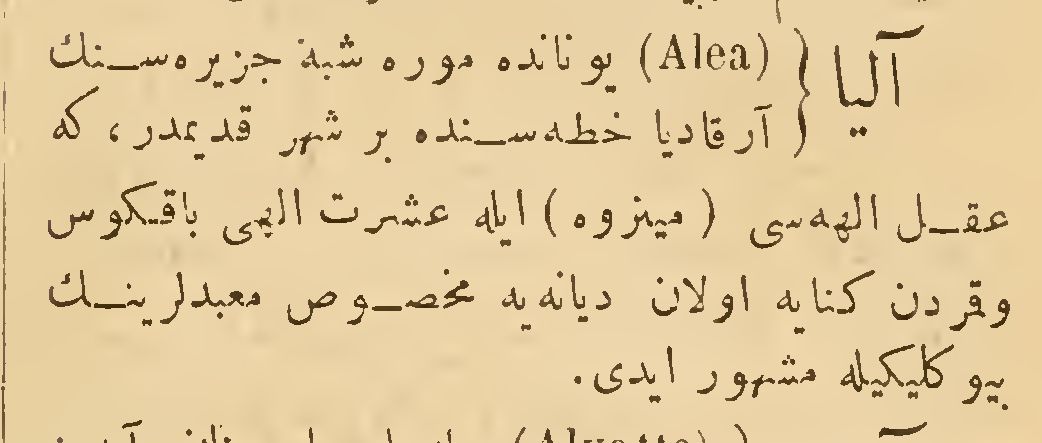 آليا { (Alea) يونانده موره شبهٔ جزيره‌سنك
آرقاديا خطه‌سنده بر شهر قديمدر، كه
عقل الهه‌سى (مينروه) ايله عشرت الهى باقكوس
وقردن كنايه اولان ديانه‌يه مخصوص معبدلرينك
بيوكلكيله مشهور ايدى.